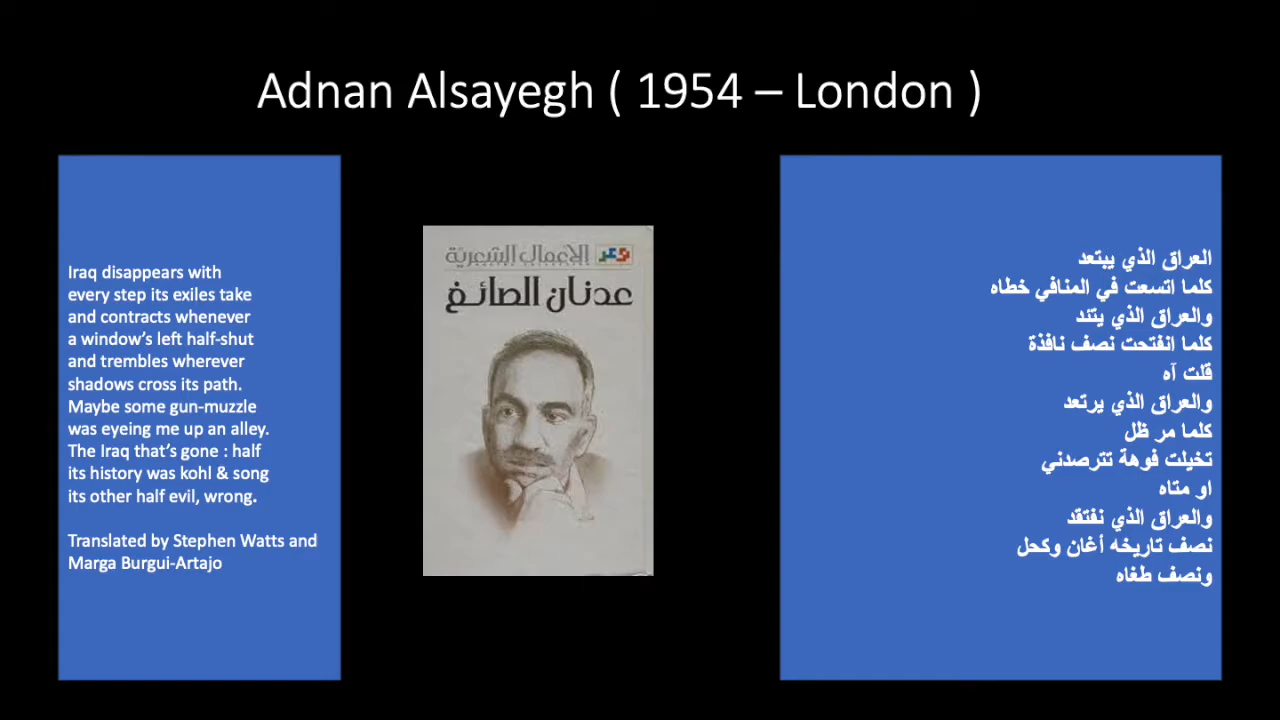 Adnan Alsayegh ( 1954 – London )
Iraq disappears with
every step its exiles take
and contracts whenever
a window’s left half-shut
and trembles wherever
shadows cross its path.
Maybe some gun-muzzle
was eyeing me up an alley.
The Iraq that’s gone : half
its history was kohl & song
its other half evil, wrong.
Translated by Stephen Watts and
Marga Burgui-Artajo
الأعمال الشعرية
عدنان الصائغ
العراق الذي يبتعد
كلما اتسعت في المنافي خطاه
والعراق الذي يتئد
كلما انفتحت نصف نافذة
قلت آه
والعراق الذي يرتعد
كلما مر ظل
تخيلت فوهة تترصدني
او متاه
والعراق الذي نفتقد
نصف تاريخه أغان وكحل
ونصف طغاه